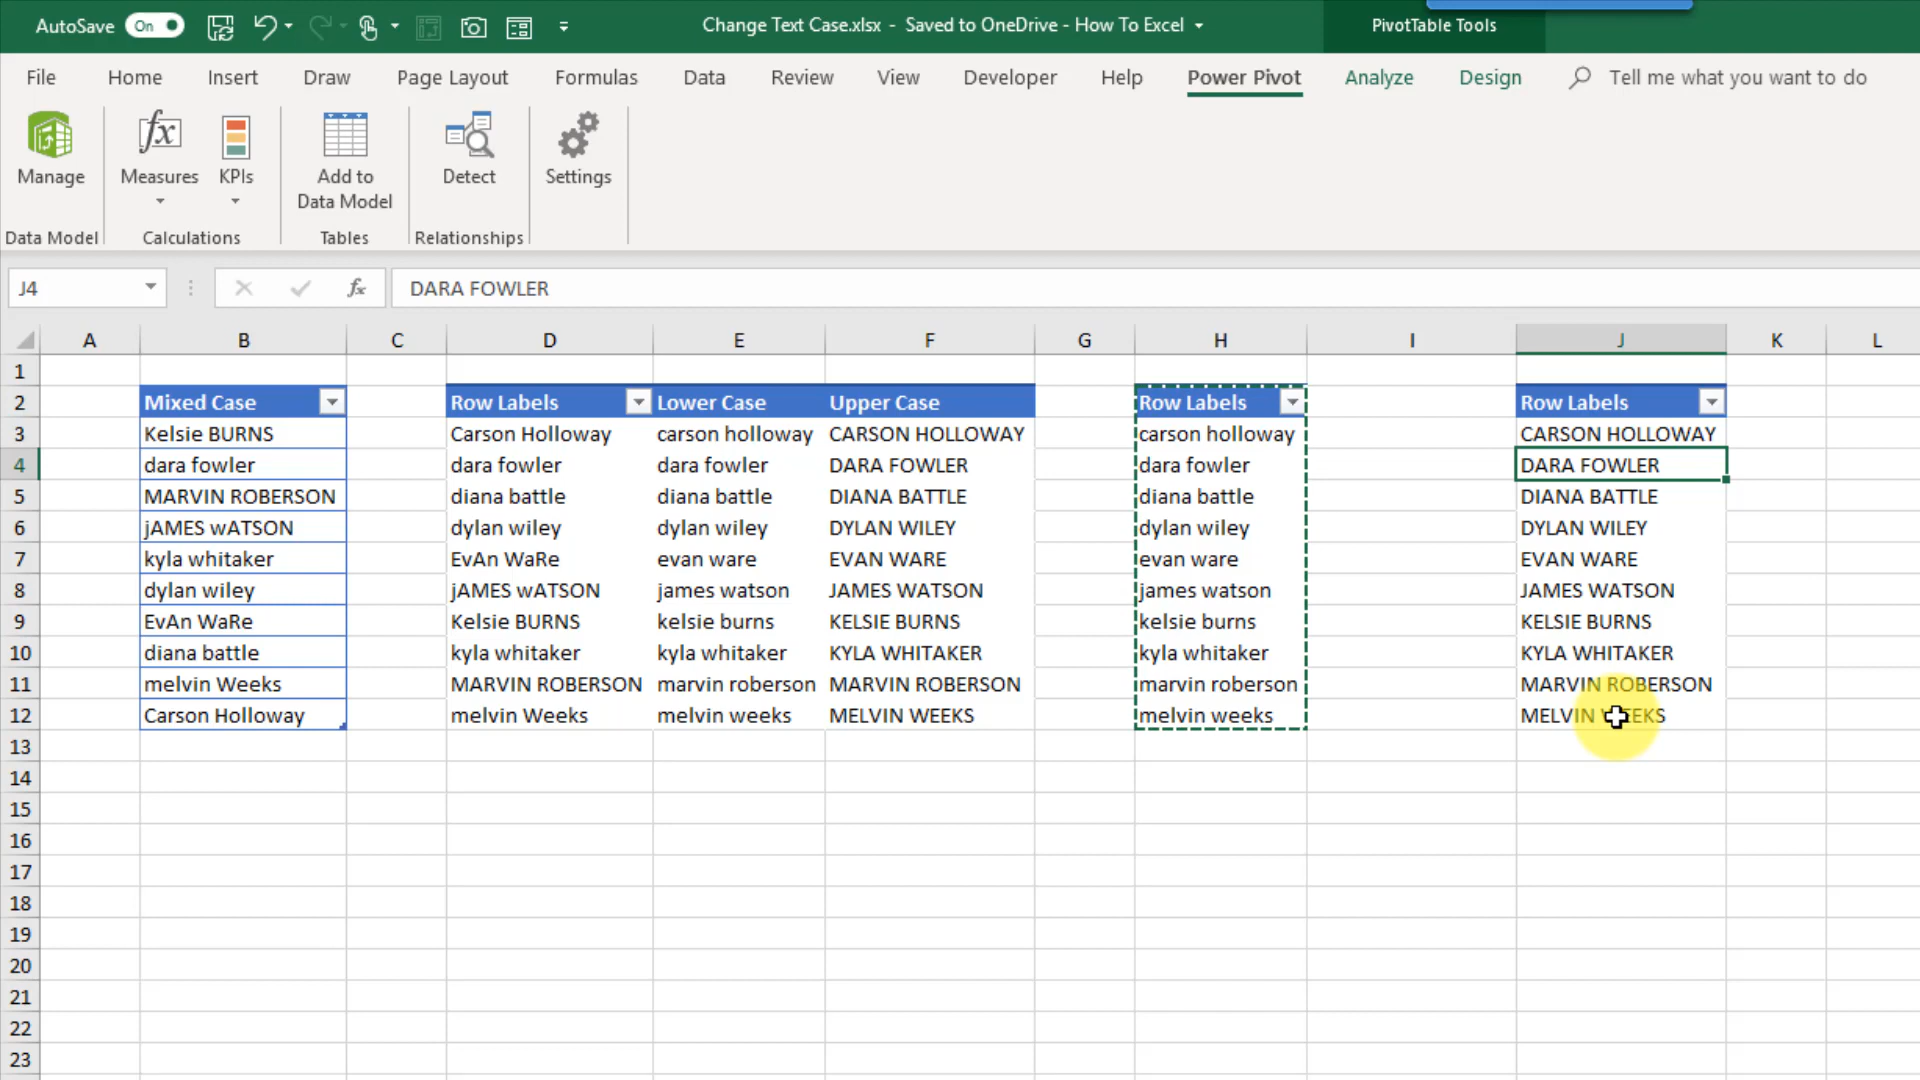 AutoSave On Change Text Case.xlsx - Saved to OneDrive - How To Excel PivotTable Tools
File Home Insert Draw Page Layout Formulas Data Review View Developer Help Power Pivot Analyze Design Tell me what you want to do
Manage Measures KPIs Add to Data Model Detect Settings
Data Model Calculations Tables Relationships
J4 fx DARA FOWLER
A B C D E F G H I J K L
1
2 Mixed Case Row Labels Lower Case Upper Case Row Labels Row Labels
3 Kelsie BURNS Carson Holloway carson holloway CARSON HOLLOWAY carson holloway CARSON HOLLOWAY
4 dara fowler dara fowler dara fowler DARA FOWLER dara fowler DARA FOWLER
5 MARVIN ROBERSON diana battle diana battle DIANA BATTLE diana battle DIANA BATTLE
6 jAMES wATSON dylan wiley dylan wiley DYLAN WILEY dylan wiley DYLAN WILEY
7 kyla whitaker EvAn WaRe evan ware EVAN WARE evan ware EVAN WARE
8 dylan wiley jAMES wATSON james watson JAMES WATSON james watson JAMES WATSON
9 EvAn WaRe Kelsie BURNS kelsie burns KELSIE BURNS kelsie burns KELSIE BURNS
10 diana battle kyla whitaker kyla whitaker KYLA WHITAKER kyla whitaker KYLA WHITAKER
11 melvin Weeks MARVIN ROBERSON marvin roberson MARVIN ROBERSON marvin roberson MARVIN ROBERSON
12 Carson Holloway melvin Weeks melvin weeks MELVIN WEEKS melvin weeks MELVIN WEEKS
13
14
15
16
17
18
19
20
21
22
23